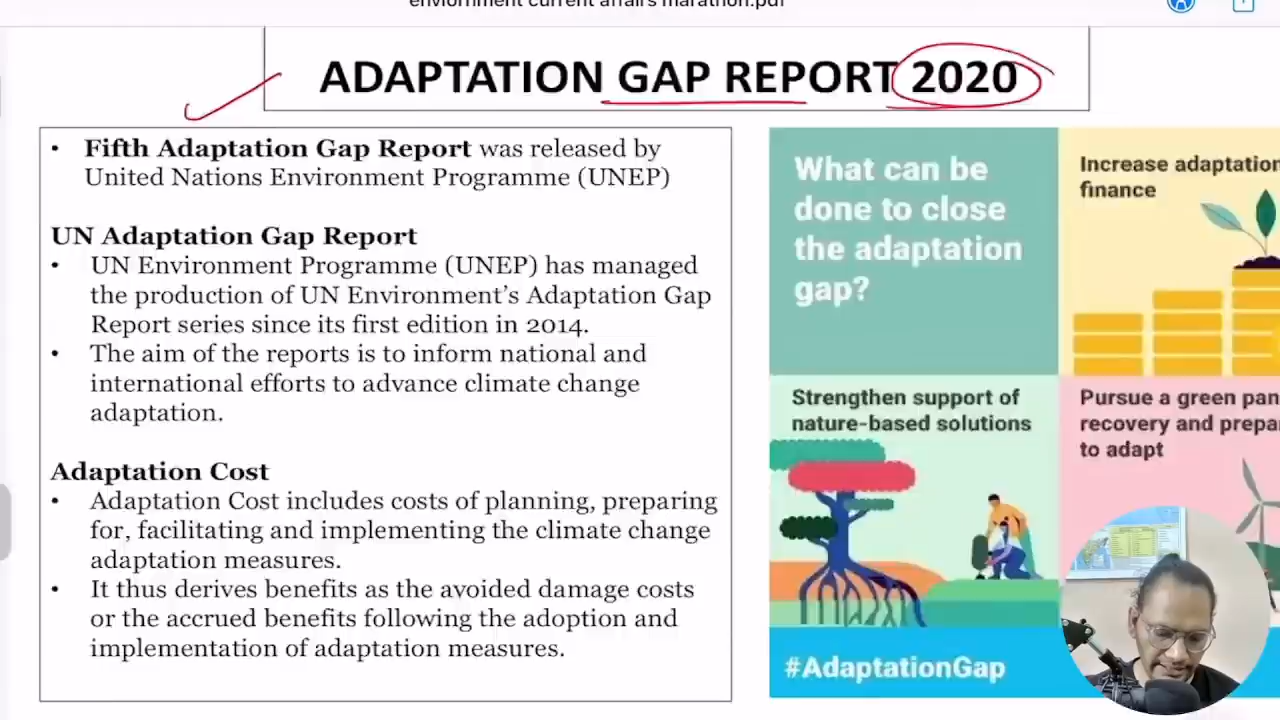 enviornment current affairs marathon.pdf
ADAPTATION GAP REPORT 2020
• Fifth Adaptation Gap Report was released by
United Nations Environment Programme (UNEP)
UN Adaptation Gap Report
• UN Environment Programme (UNEP) has managed
the production of UN Environment's Adaptation Gap
Report series since its first edition in 2014.
• The aim of the reports is to inform national and
international efforts to advance climate change
adaptation.
Adaptation Cost
• Adaptation Cost includes costs of planning, preparing
for, facilitating and implementing the climate change
adaptation measures.
• It thus derives benefits as the avoided damage costs
or the accrued benefits following the adoption and
implementation of adaptation measures.
What can be
done to close
the adaptation
gap?
Increase adaptation
finance
Strengthen support of
nature-based solutions
Pursue a green pan
recovery and prepa
to adapt
#AdaptationGap